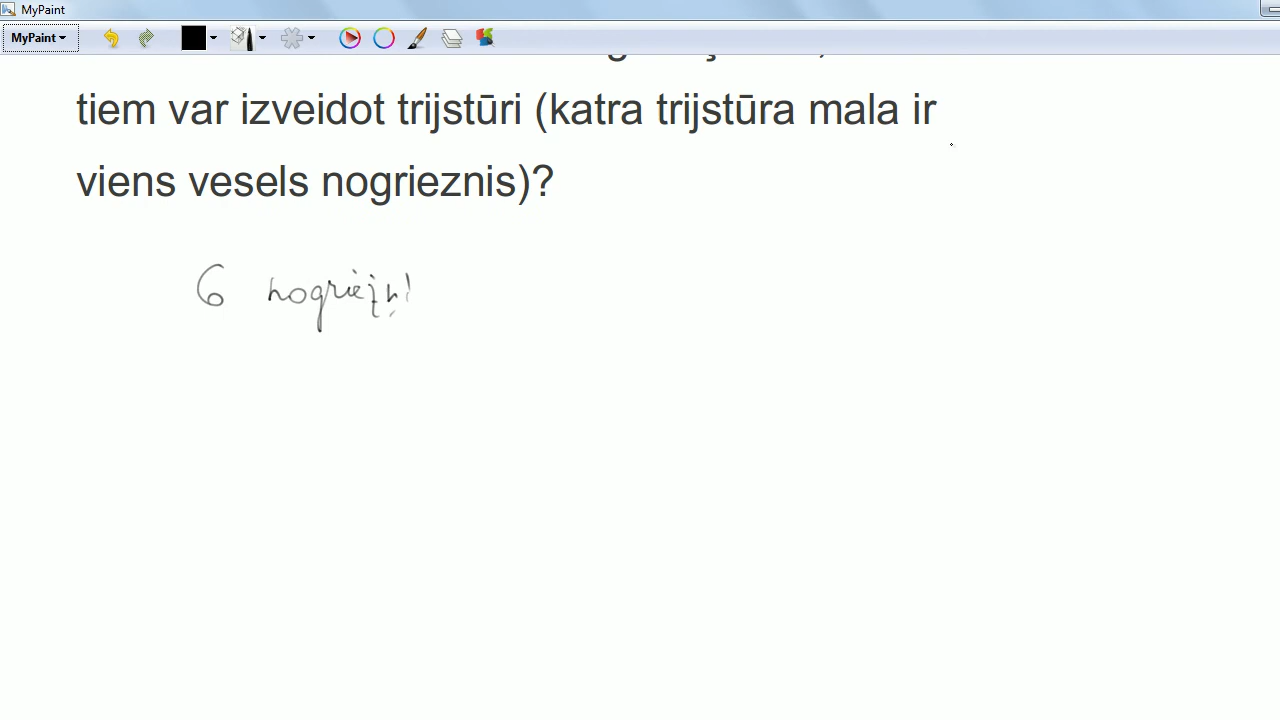 MyPaint
MyPaint
tiem var izveidot trijstūri (katra trijstūra mala ir
viens vesels nogrieznis)?
6 nogriežņi